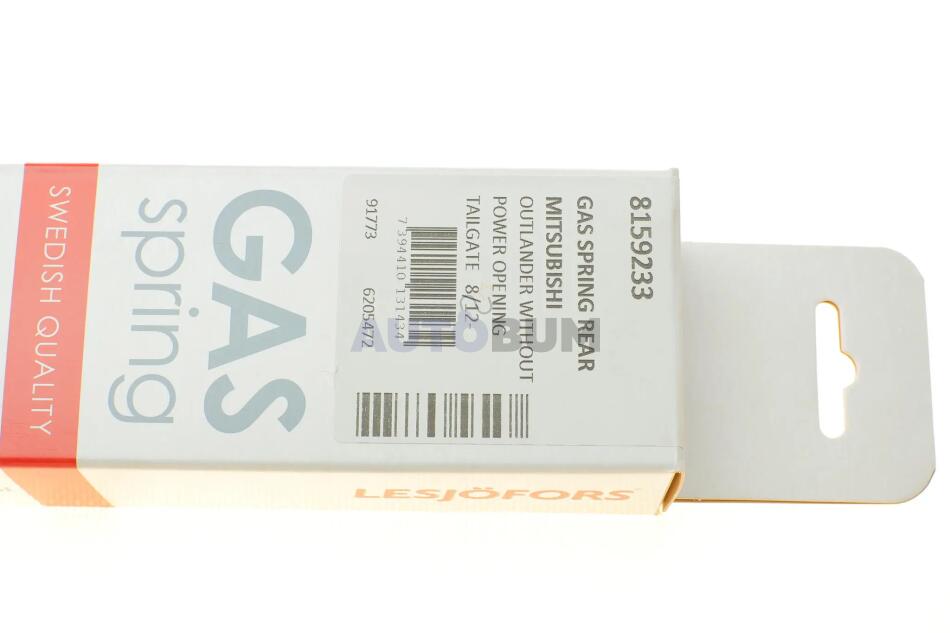 SWEDISH QUALITY
GAS
spring
8159233
GAS SPRING REAR
MITSUBISHI
OUTLANDER WITHOUT
POWER OPENING
TAILGATE 8/12-
7 394410 131434
91773
6205472
LESJÖFORS
AUTOBUN